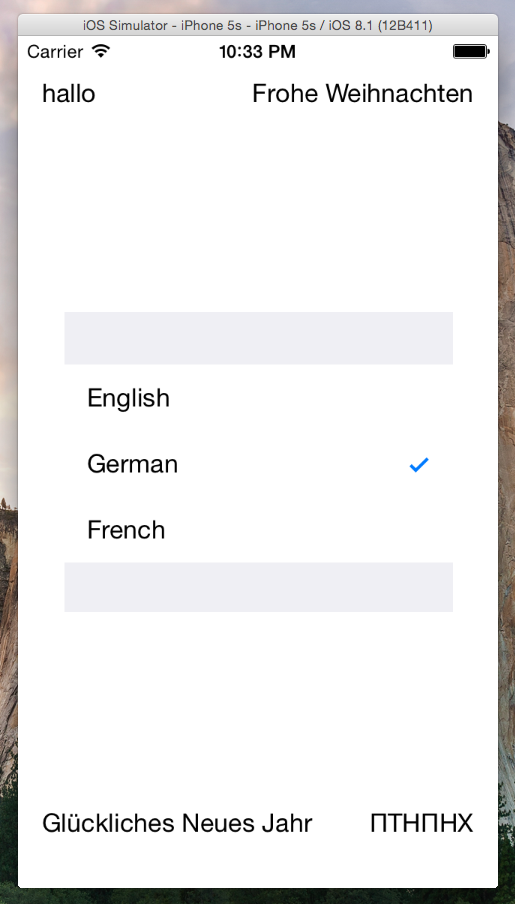 iOS Simulator - iPhone 5s - iPhone 5s / iOS 8.1 (12B411)
Carrier 10:33 PM
hallo Frohe Weihnachten
English
German
French
Glückliches Neues Jahr ПТНПНХ